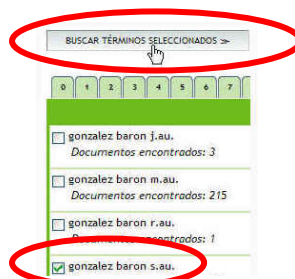 BUSCAR TÉRMINOS SELECCIONADOS >>
0 1 2 3 4 5 6 7
gonzalez baron j.au.
Documentos encontrados: 3
gonzalez baron m.au.
Documentos encontrados: 215
gonzalez baron r.au.
Documentos encontrados: 1
gonzalez baron s.au.